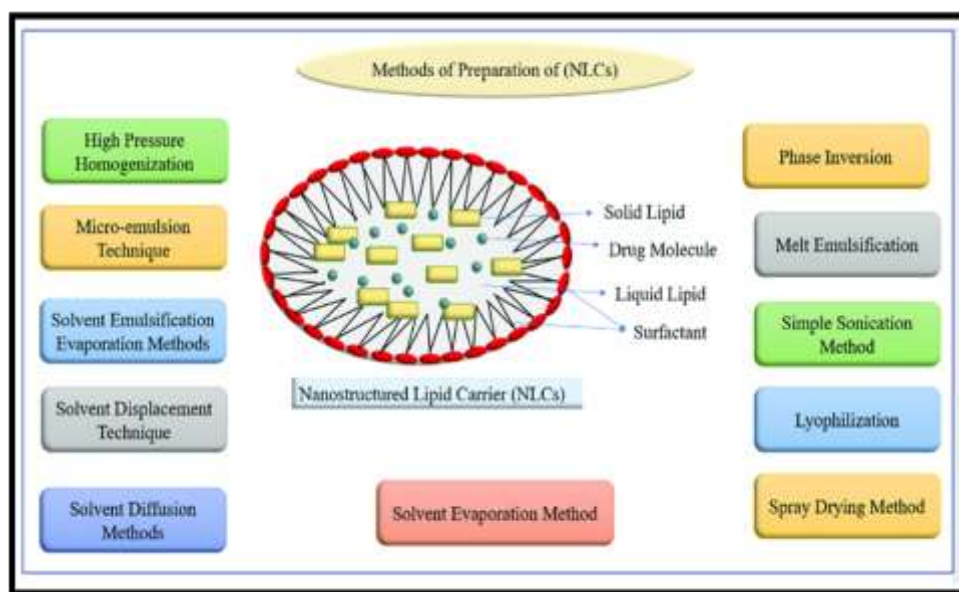 Methods of Preparation of (NLCs)
High Pressure
Homogenization
Micro-emulsion
Technique
Solvent Emulsification
Evaporation Methods
Solvent Displacement
Technique
Solvent Diffusion
Methods
Solid Lipid
Drug Molecule
Liquid Lipid
Surfactant
Nanostructured Lipid Carrier (NLCs)
Solvent Evaporation Method
Phase Inversion
Melt Emulsification
Simple Sonication
Method
Lyophilization
Spray Drying Method